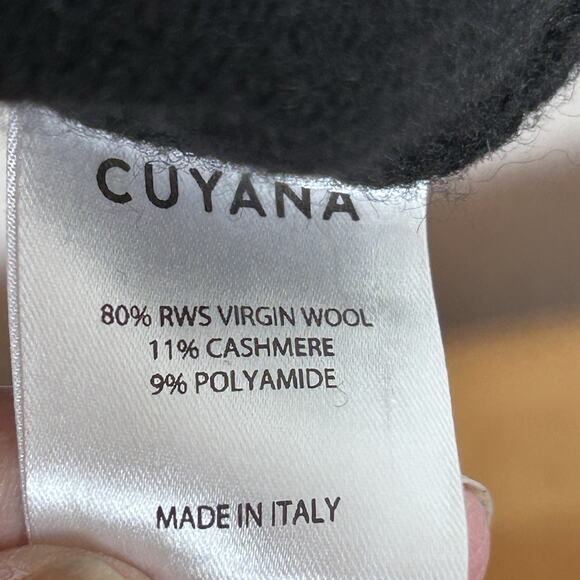 CUYANA
80% RWS VIRGIN WOOL
11% CASHMERE
9% POLYAMIDE
MADE IN ITALY